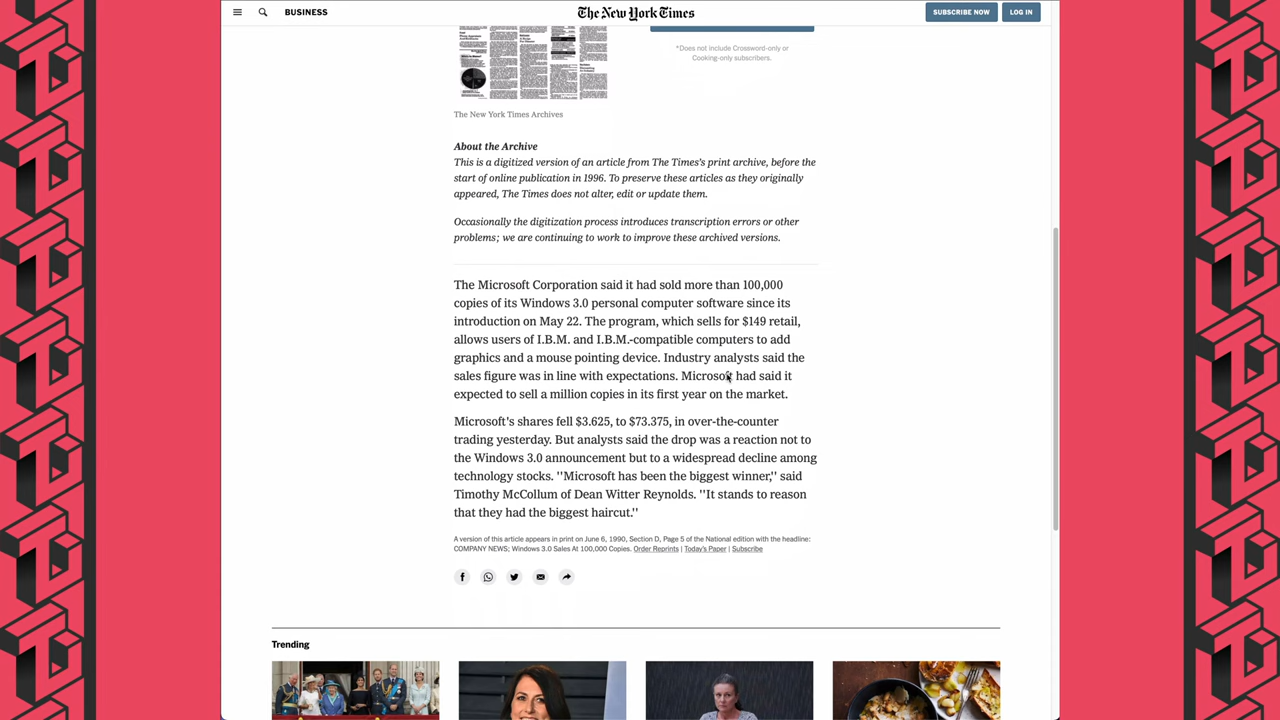 BUSINESS
The New York Times
SUBSCRIBE NOW
LOG IN
*Does not include Crossword-only or
Cooking-only subscribers.
The New York Times Archives
About the Archive
This is a digitized version of an article from The Times's print archive, before the
start of online publication in 1996. To preserve these articles as they originally
appeared, The Times does not alter, edit or update them.
Occasionally the digitization process introduces transcription errors or other
problems; we are continuing to work to improve these archived versions.
The Microsoft Corporation said it had sold more than 100,000
copies of its Windows 3.0 personal computer software since its
introduction on May 22. The program, which sells for $149 retail,
allows users of I.B.M. and I.B.M.-compatible computers to add
graphics and a mouse pointing device. Industry analysts said the
sales figure was in line with expectations. Microsoft had said it
expected to sell a million copies in its first year on the market.
Microsoft's shares fell $3.625, to $73.375, in over-the-counter
trading yesterday. But analysts said the drop was a reaction not to
the Windows 3.0 announcement but to a widespread decline among
technology stocks. ''Microsoft has been the biggest winner,'' said
Timothy McCollum of Dean Witter Reynolds. ''It stands to reason
that they had the biggest haircut.''
A version of this article appears in print on June 6, 1990, Section D, Page 5 of the National edition with the headline:
COMPANY NEWS; Windows 3.0 Sales At 100,000 Copies. Order Reprints | Today's Paper | Subscribe
Trending